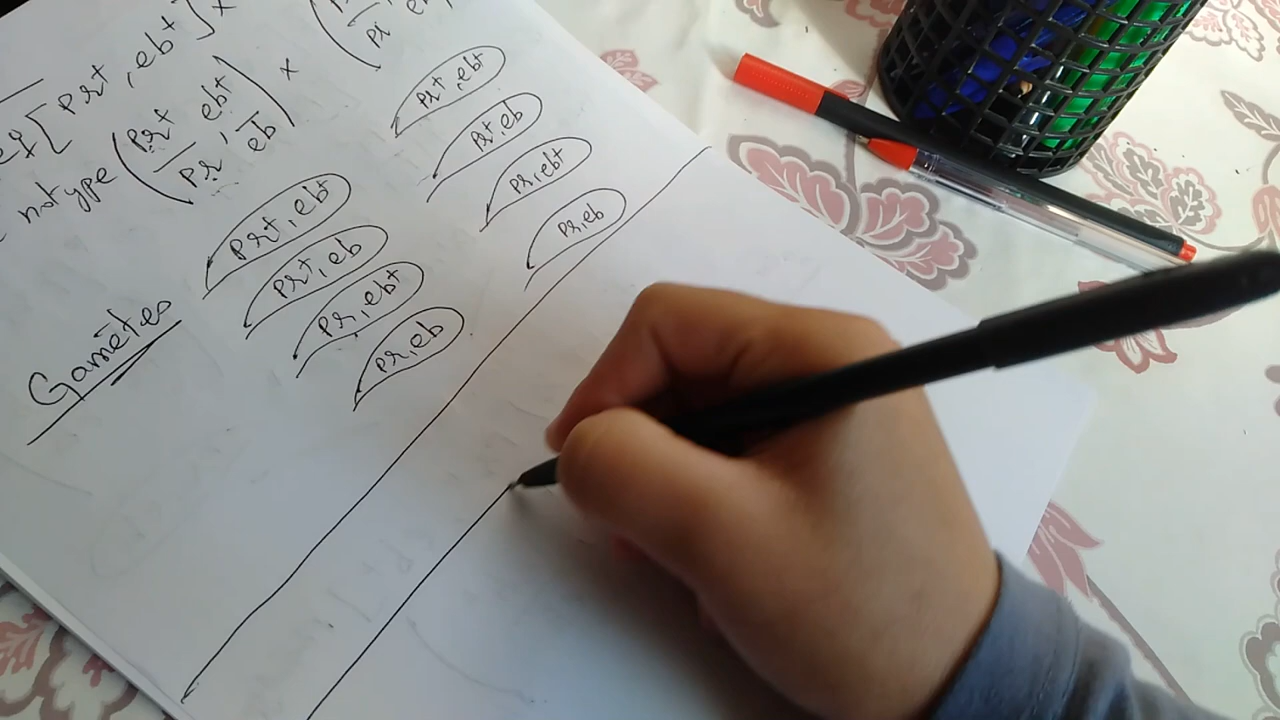 [pr+, eb+] x
notype (pr+/pr, eb+/eb) x (
pr+, eb+
pr+, eb
pr, eb+
pr, eb
Gametes
pr+, eb+
pr+, eb
pr, eb+
pr, eb